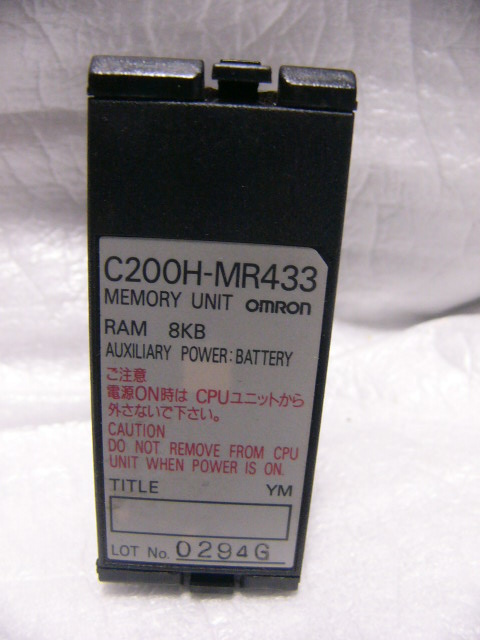 C200H-MR433
MEMORY UNIT omron
RAM 8KB
AUXILIARY POWER: BATTERY
ご注意
電源ON時は CPUユニットから
外さないで下さい。
CAUTION
DO NOT REMOVE FROM CPU
UNIT WHEN POWER IS ON.
TITLE YM
LOT No. 0294G